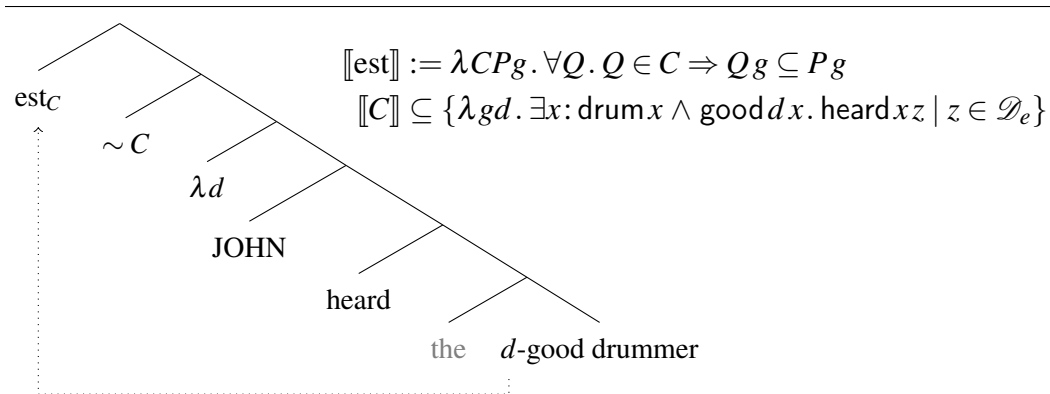 ⟦est⟧ := λCPg. ∀Q. Q ∈ C ⇒ Qg ⊆ Pg
est_C
⟦C⟧ ⊆ {λgd. ∃x: drum x ∧ good d x. heard x z | z ∈ 𝒟_e}
∼ C
λd
JOHN
heard
the d-good drummer